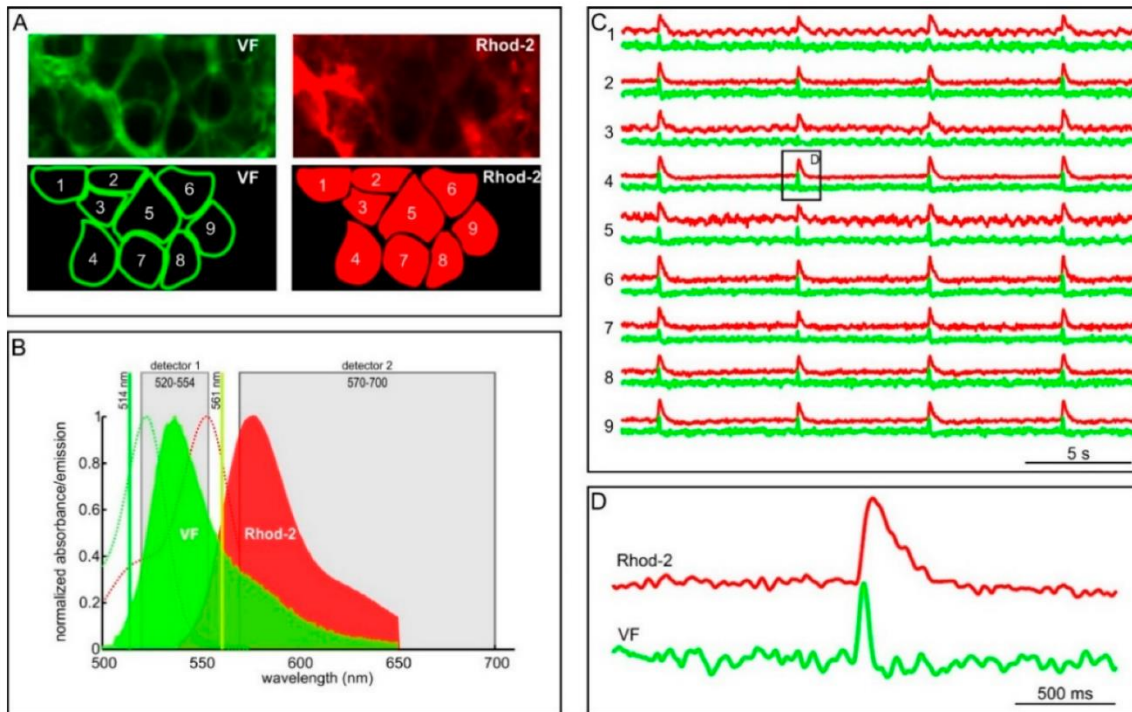 A
VF
Rhod-2
VF
Rhod-2
1
2
3
4
5
6
7
8
9
1
2
3
4
5
6
7
8
9
B
detector 1
520-554
detector 2
570-700
514 nm
561 nm
normalized absorbance/emission
1
0.8
0.6
0.4
0.2
0
VF
Rhod-2
500
550
600
650
700
wavelength (nm)
C
1
2
3
4
D
5
6
7
8
9
5 s
D
Rhod-2
VF
500 ms